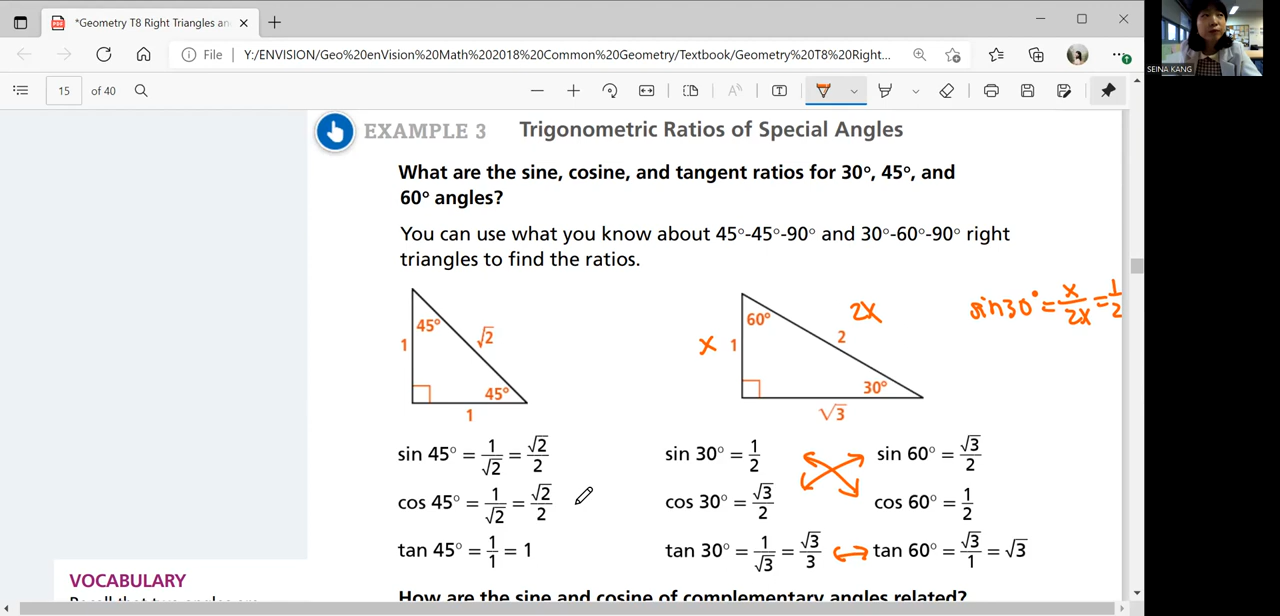 *Geometry T8 Right Triangles an
SEINA KANG
File
Y:/ENVISION/Geo%20enVision%20Math%202018%20Common%20Geometry/Textbook/Geometry%20T8%20Right...
15 of 40
EXAMPLE 3 Trigonometric Ratios of Special Angles
What are the sine, cosine, and tangent ratios for 30°, 45°, and
60° angles?
You can use what you know about 45°-45°-90° and 30°-60°-90° right
triangles to find the ratios.
45°
1
√2
45°
1
60°
x
1
2x
2
30°
√3
sin30° = x/2x = 1/2
sin 45° = 1/√2 = √2/2
cos 45° = 1/√2 = √2/2
tan 45° = 1/1 = 1
sin 30° = 1/2
cos 30° = √3/2
tan 30° = 1/√3 = √3/3
sin 60° = √3/2
cos 60° = 1/2
tan 60° = √3/1 = √3
VOCABULARY
Recall that two angles are
How are the sine and cosine of complementary angles related?